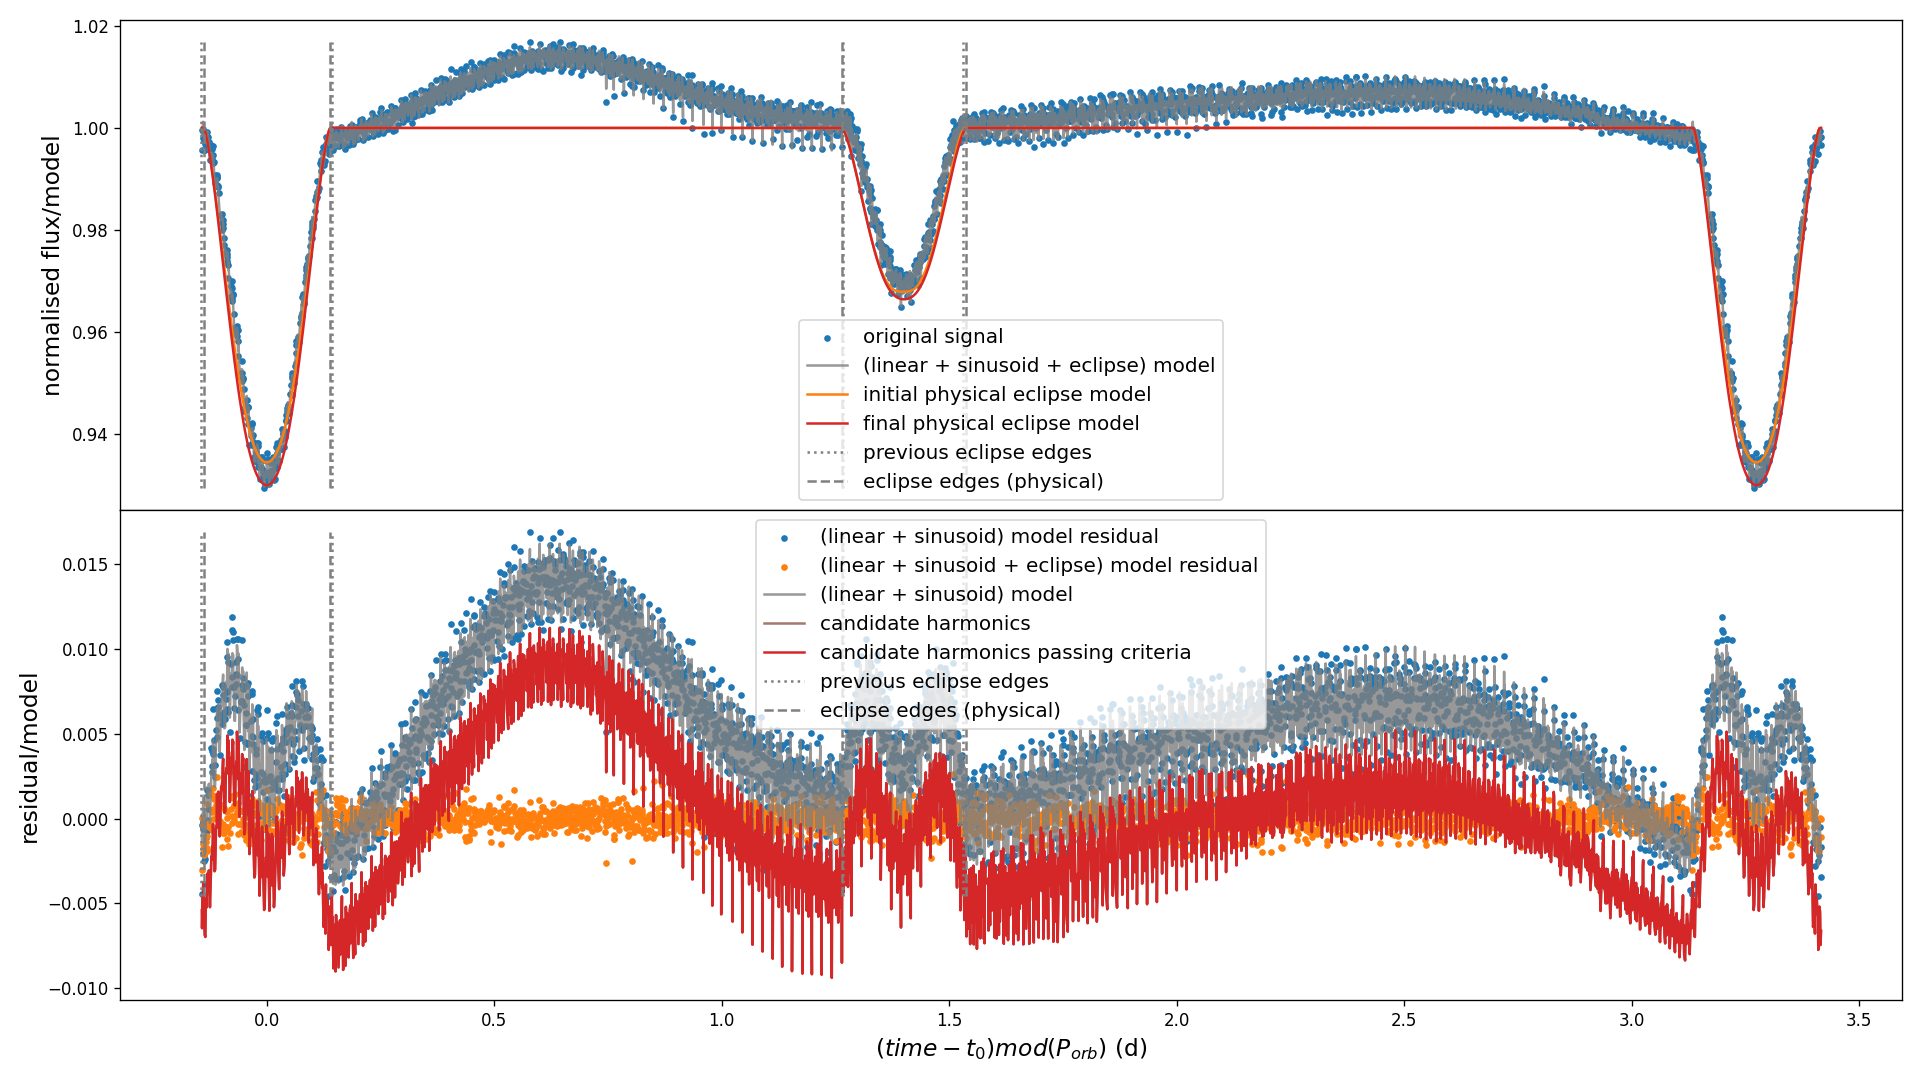 1.02
1.00
0.98
0.96
0.94
normalised flux/model
original signal
(linear + sinusoid + eclipse) model
initial physical eclipse model
final physical eclipse model
previous eclipse edges
eclipse edges (physical)
0.015
0.010
0.005
0.000
−0.005
−0.010
residual/model
(linear + sinusoid) model residual
(linear + sinusoid + eclipse) model residual
(linear + sinusoid) model
candidate harmonics
candidate harmonics passing criteria
previous eclipse edges
eclipse edges (physical)
0.0 0.5 1.0 1.5 2.0 2.5 3.0 3.5
(time − t₀)mod(P_orb) (d)